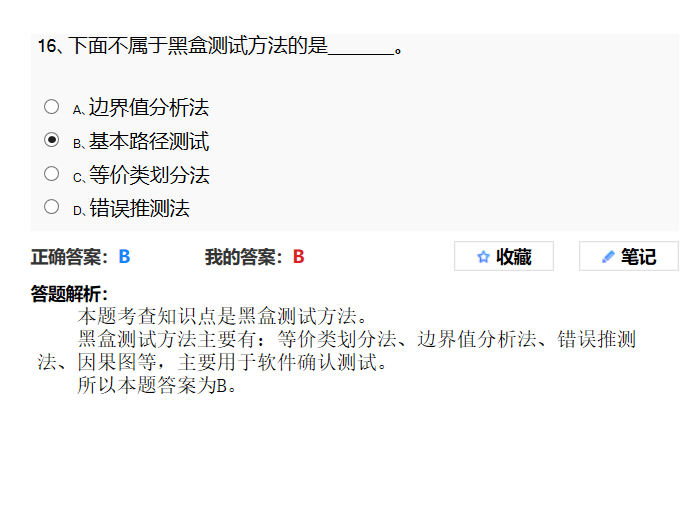 16、下面不属于黑盒测试方法的是_______。
A、边界值分析法
B、基本路径测试
C、等价类划分法
D、错误推测法
正确答案：B 我的答案：B 收藏 笔记
答题解析：
本题考查知识点是黑盒测试方法。
黑盒测试方法主要有：等价类划分法、边界值分析法、错误推测
法、因果图等，主要用于软件确认测试。
所以本题答案为B。